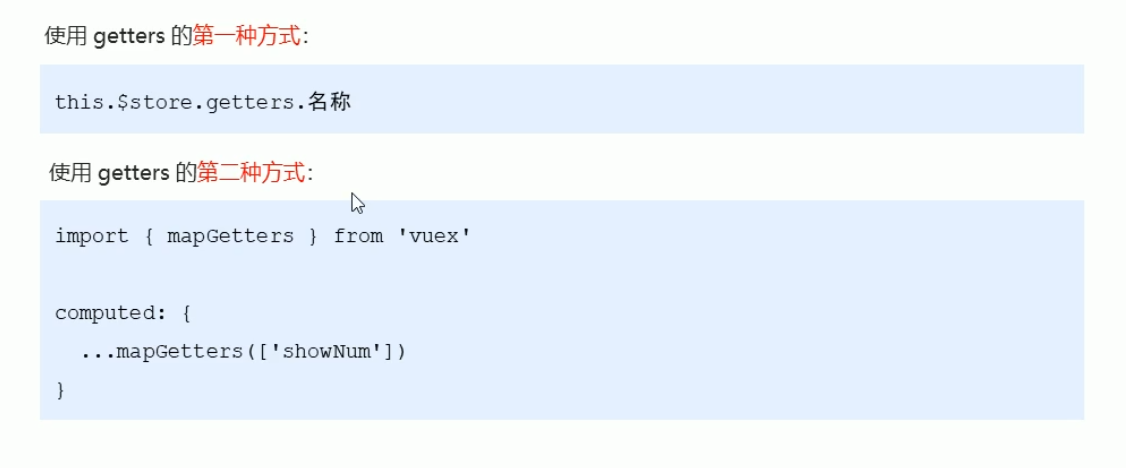 使用 getters 的第一种方式：
this.$store.getters.名称
使用 getters 的第二种方式：
import { mapGetters } from 'vuex'
computed: {
  ...mapGetters(['showNum'])
}